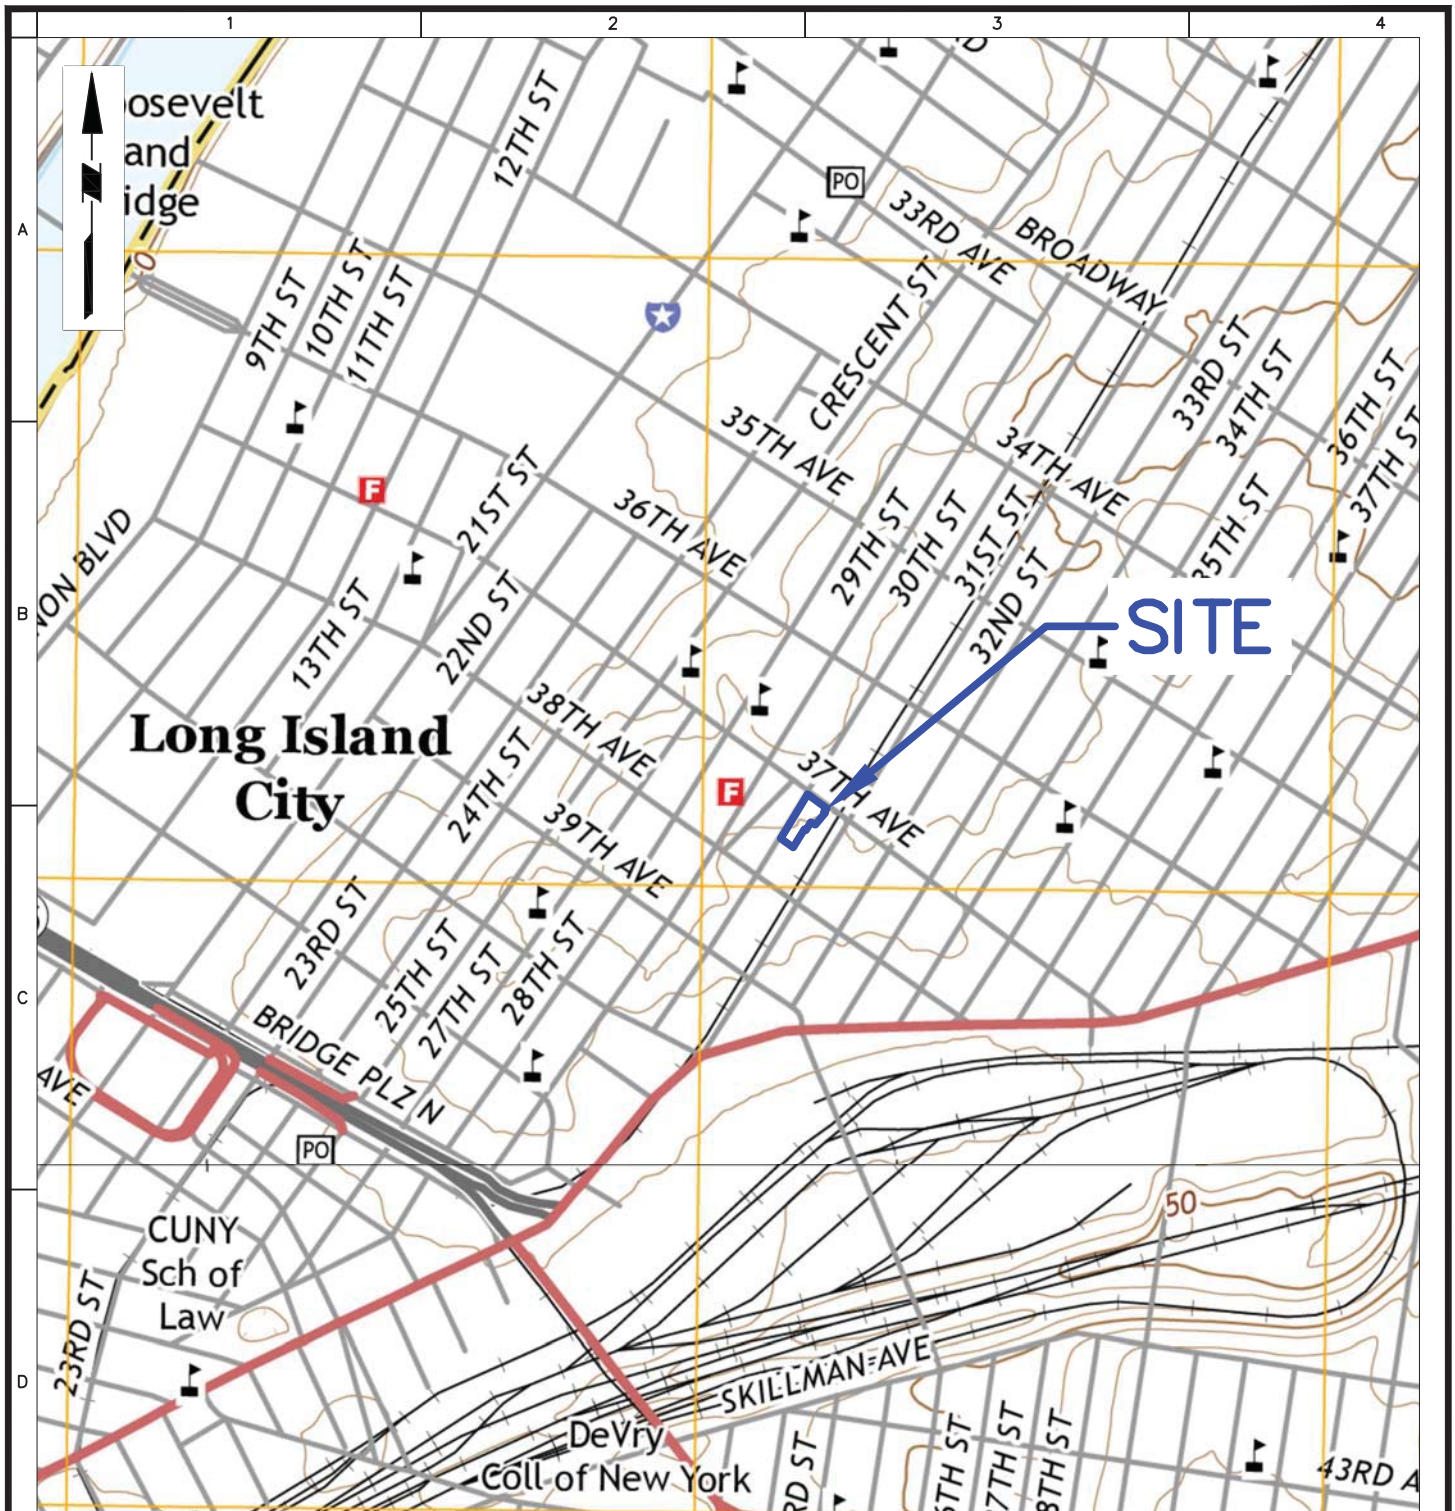 1
2
3
4
A
B
C
D
oosevelt
and
idge
0
12TH ST
PO
33RD AVE
BROADWAY
9TH ST
10TH ST
11TH ST
CRESCENT ST
33RD ST
34TH ST
36TH ST
37TH ST
35TH AVE
34TH AVE
F
21ST ST
36TH AVE
29TH ST
30TH ST
31ST ST
32ND ST
35TH ST
NON BLVD
13TH ST
22ND ST
SITE
Long Island
City
38TH AVE
24TH ST
37TH AVE
F
39TH AVE
23RD ST
25TH ST
27TH ST
28TH ST
BRIDGE PLZ N
AVE
PO
50
CUNY
Sch of
Law
23RD ST
SKILLMAN AVE
DeVry
Coll of New York
RD ST
6TH ST
7TH ST
8TH ST
43RD A